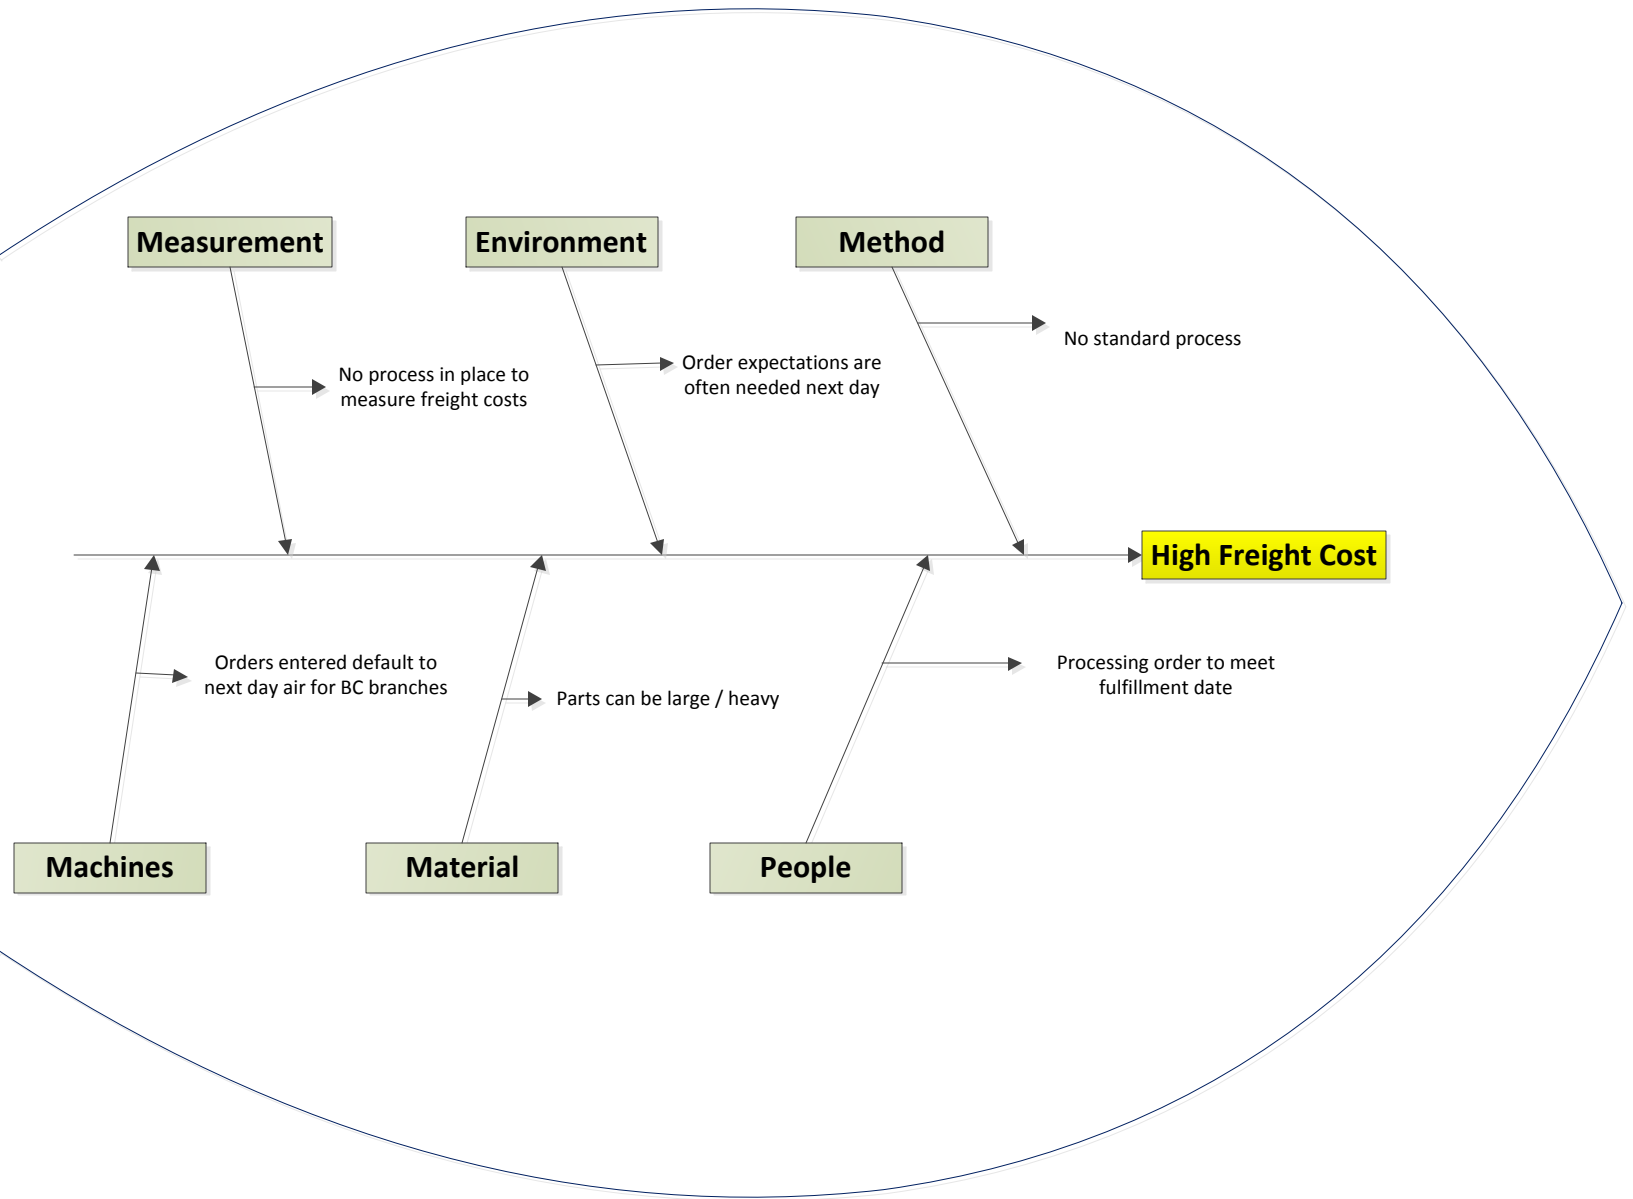 Measurement
Environment
Method
No standard process
Order expectations are
often needed next day
No process in place to
measure freight costs
High Freight Cost
Orders entered default to
next day air for BC branches
Parts can be large / heavy
Processing order to meet
fulfillment date
Machines
Material
People